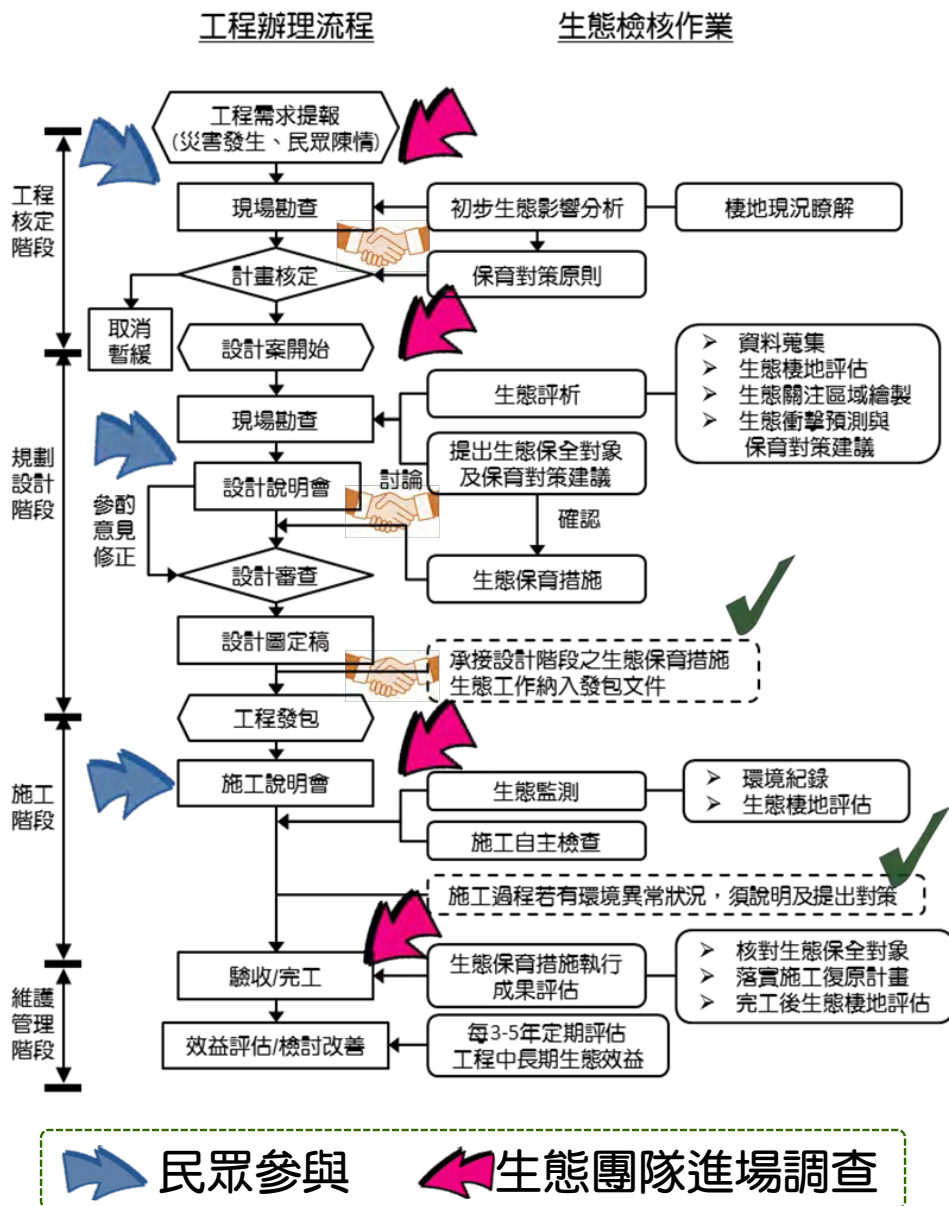 工程辦理流程
生態檢核作業
工程需求提報
(災害發生、民眾陳情)
工程
核定
階段
現場勘查
初步生態影響分析
棲地現況瞭解
計畫核定
保育對策原則
取消
暫緩
設計案開始
規劃
設計
階段
現場勘查
生態評析
➢ 資料蒐集
➢ 生態棲地評估
➢ 生態關注區域繪製
➢ 生態衝擊預測與
保育對策建議
設計說明會
討論
提出生態保全對象
及保育對策建議
參酌
意見
修正
確認
設計審查
生態保育措施
設計圖定稿
承接設計階段之生態保育措施
生態工作納入發包文件
工程發包
施工
階段
施工說明會
生態監測
➢ 環境紀錄
➢ 生態棲地評估
施工自主檢查
施工過程若有環境異常狀況，須說明及提出對策
維護
管理
階段
驗收/完工
生態保育措施執行
成果評估
➢ 核對生態保全對象
➢ 落實施工復原計畫
➢ 完工後生態棲地評估
效益評估/檢討改善
每3-5年定期評估
工程中長期生態效益
民眾參與
生態團隊進場調查